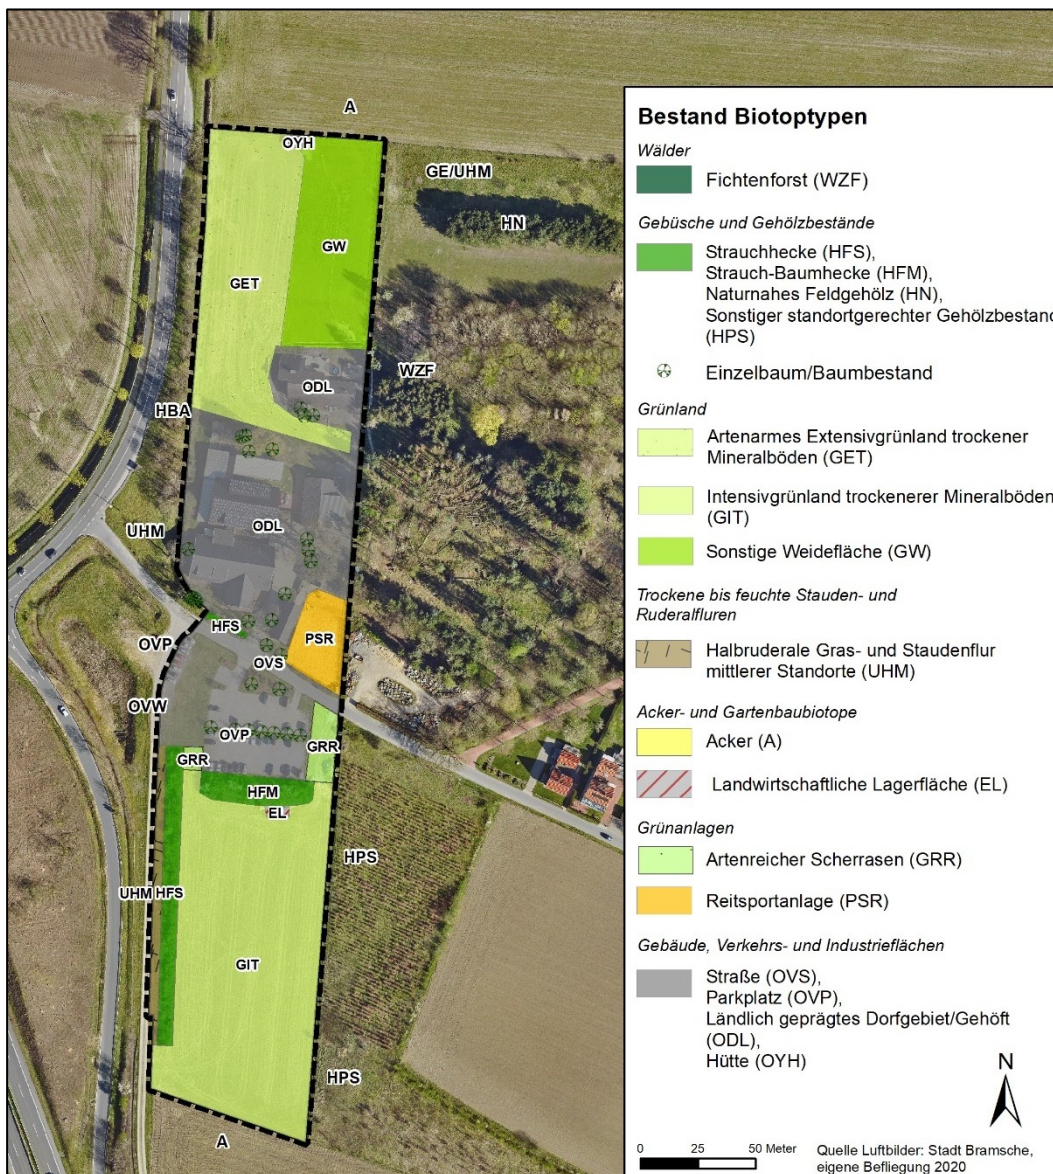 A
OYH
GE/UHM
HN
GW
GET
WZF
ODL
HBA
UHM
ODL
HFS
PSR
OVP
OVS
OVW
OVP
GRR
GRR
HFM
EL
HPS
UHM HFS
GIT
HPS
A
Bestand Biotoptypen
Wälder
Fichtenforst (WZF)
Gebüsche und Gehölzbestände
Strauchhecke (HFS),
Strauch-Baumhecke (HFM),
Naturnahes Feldgehölz (HN),
Sonstiger standortgerechter Gehölzbestand
(HPS)
Einzelbaum/Baumbestand
Grünland
Artenarmes Extensivgrünland trockener
Mineralböden (GET)
Intensivgrünland trockenerer Mineralböden
(GIT)
Sonstige Weidefläche (GW)
Trockene bis feuchte Stauden- und
Ruderalfluren
Halbruderale Gras- und Staudenflur
mittlerer Standorte (UHM)
Acker- und Gartenbaubiotope
Acker (A)
Landwirtschaftliche Lagerfläche (EL)
Grünanlagen
Artenreicher Scherrasen (GRR)
Reitsportanlage (PSR)
Gebäude, Verkehrs- und Industrieflächen
Straße (OVS),
Parkplatz (OVP),
Ländlich geprägtes Dorfgebiet/Gehöft
(ODL),
Hütte (OYH)
N
0 25 50 Meter
Quelle Luftbilder: Stadt Bramsche,
eigene Befliegung 2020